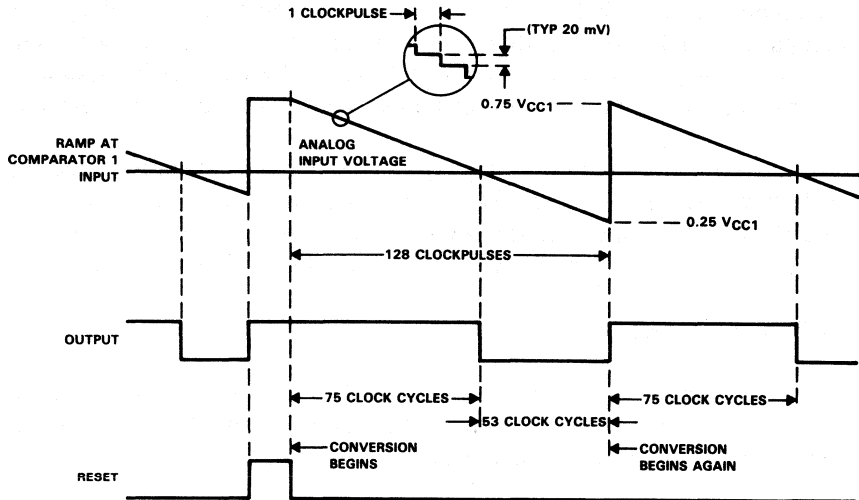 1 CLOCKPULSE
(TYP 20 mV)
0.75 VCC1
RAMP AT
COMPARATOR 1
INPUT
ANALOG
INPUT VOLTAGE
0.25 VCC1
128 CLOCKPULSES
OUTPUT
75 CLOCK CYCLES
75 CLOCK CYCLES
53 CLOCK CYCLES
CONVERSION
BEGINS
CONVERSION
BEGINS AGAIN
RESET